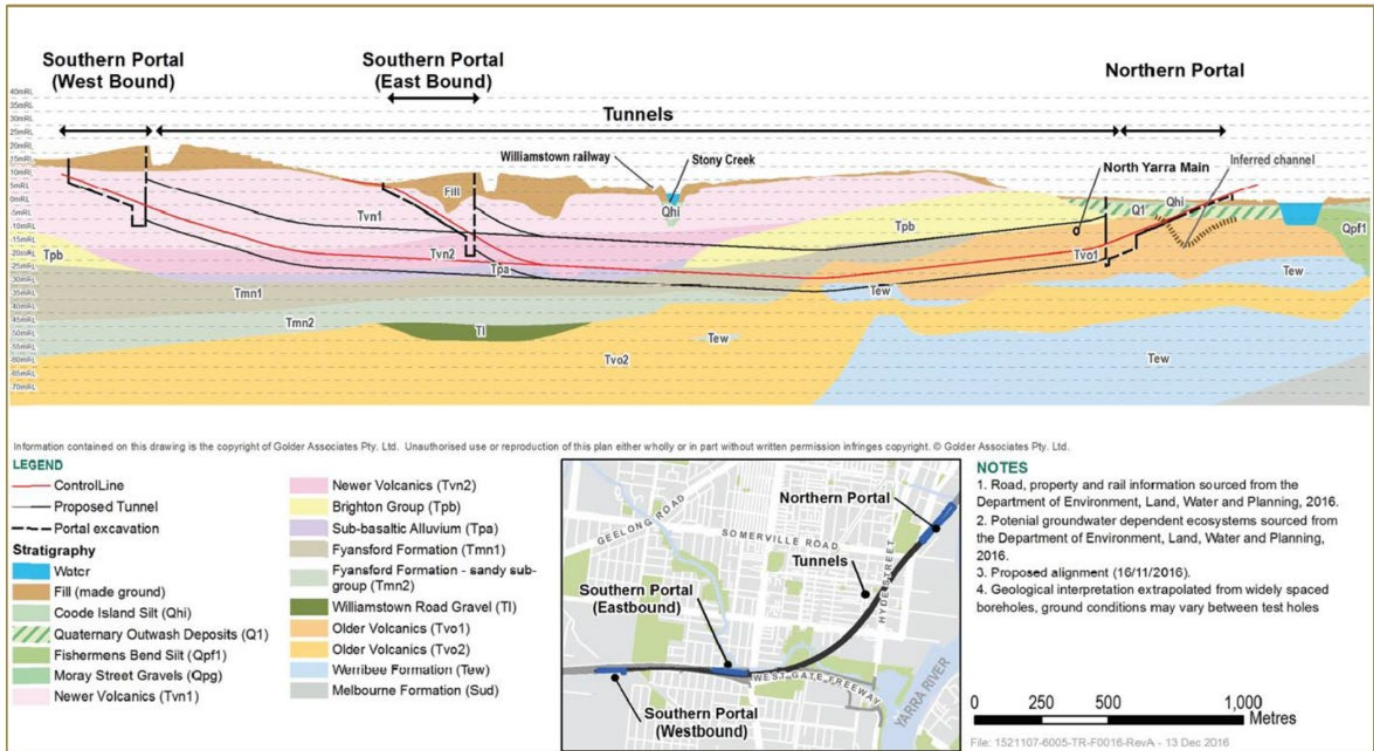 Southern Portal
(West Bound)
Southern Portal
(East Bound)
Northern Portal
Tunnels
40mRL
35mRL
30mRL
25mRL
20mRL
15mRL
10mRL
5mRL
0mRL
-5mRL
-10mRL
-15mRL
-20mRL
-25mRL
-30mRL
-35mRL
-40mRL
-45mRL
-50mRL
-55mRL
-60mRL
-65mRL
-70mRL
Williamstown railway
Stony Creek
North Yarra Main
Inferred channel
Fill
Qhi
Q1
Qhi
Qpf1
Tvn1
Tpb
Tvn2
Tpb
Tvo1
Tpa
Tew
Tew
Tmn1
Tmn2
Tl
Tew
Tvo2
Tew
Information contained on this drawing is the copyright of Golder Associates Pty. Ltd. Unauthorised use or reproduction of this plan either wholly or in part without written permission infringes copyright. © Golder Associates Pty. Ltd.
LEGEND
ControlLine
Proposed Tunnel
Portal excavation
Stratigraphy
Water
Fill (made ground)
Coode Island Silt (Qhi)
Quaternary Outwash Deposits (Q1)
Fishermens Bend Silt (Qpf1)
Moray Street Gravels (Qpg)
Newer Volcanics (Tvn1)
Newer Volcanics (Tvn2)
Brighton Group (Tpb)
Sub-basaltic Alluvium (Tpa)
Fyansford Formation (Tmn1)
Fyansford Formation - sandy sub-
group (Tmn2)
Williamstown Road Gravel (Tl)
Older Volcanics (Tvo1)
Older Volcanics (Tvo2)
Werribee Formation (Tew)
Melbourne Formation (Sud)
Northern Portal
GEELONG ROAD
SOMERVILLE ROAD
Tunnels
HYDE STREET
Southern Portal
(Eastbound)
WEST GATE FREEWAY
YARRA RIVER
Southern Portal
(Westbound)
NOTES
1. Road, property and rail information sourced from the
Department of Environment, Land, Water and Planning, 2016.
2. Potenial groundwater dependent ecosystems sourced from
the Department of Environment, Land, Water and Planning,
2016.
3. Proposed alignment (16/11/2016).
4. Geological interpretation extrapolated from widely spaced
boreholes, ground conditions may vary between test holes
0 250 500 1,000
Metres
File: 1521107-6005-TR-F0016-RevA - 13 Dec 2016